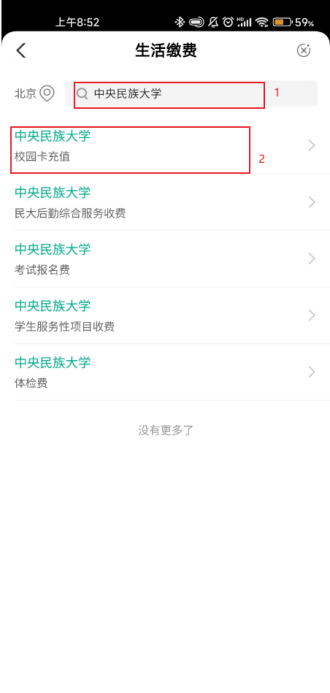 上午8:52
59%
生活缴费
北京
中央民族大学
1
中央民族大学
校园卡充值
2
中央民族大学
民大后勤综合服务收费
中央民族大学
考试报名费
中央民族大学
学生服务性项目收费
中央民族大学
体检费
没有更多了